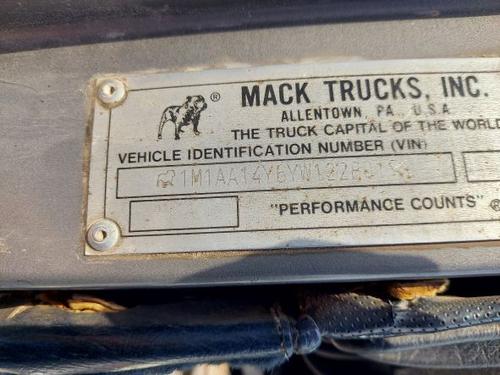 ®
MACK TRUCKS, INC.
ALLENTOWN, PA., U.S.A
THE TRUCK CAPITAL OF THE WORLD
VEHICLE IDENTIFICATION NUMBER (VIN)
"PERFORMANCE COUNTS" ®